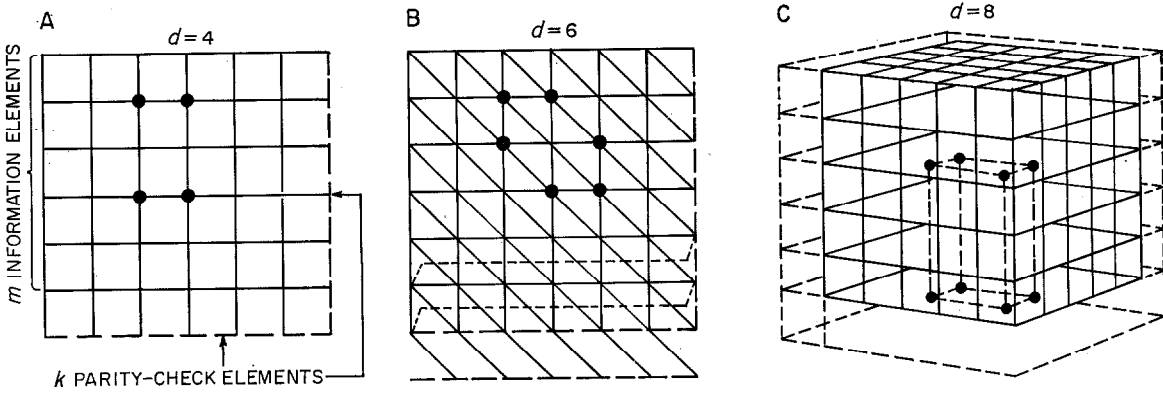 A
d=4
m INFORMATION ELEMENTS
k PARITY-CHECK ELEMENTS
B
d=6
C
d=8